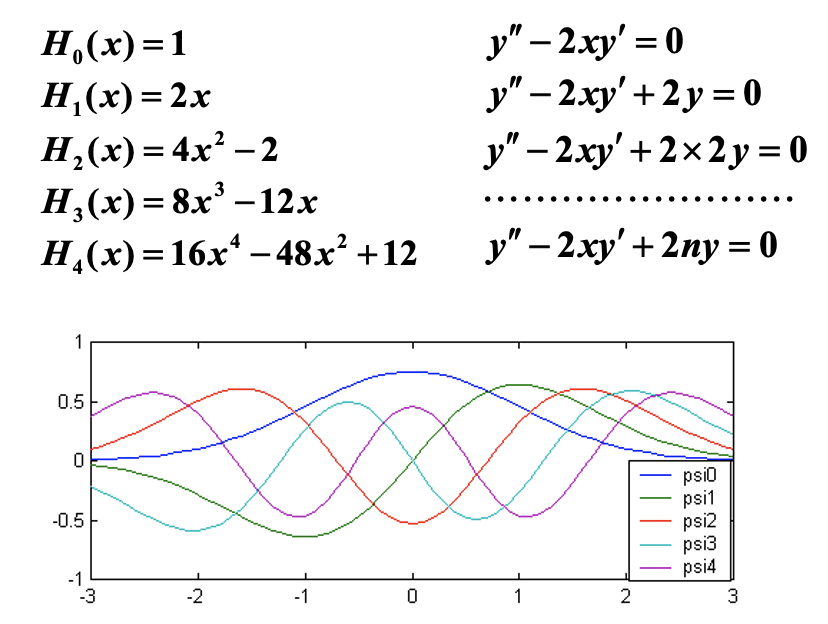 H₀(x) = 1
H₁(x) = 2x
H₂(x) = 4x² − 2
H₃(x) = 8x³ − 12x
H₄(x) = 16x⁴ − 48x² + 12
y″ − 2xy′ = 0
y″ − 2xy′ + 2y = 0
y″ − 2xy′ + 2 × 2y = 0
........................
y″ − 2xy′ + 2ny = 0
1
0.5
0
-0.5
-1
-3 -2 -1 0 1 2 3
psi0
psi1
psi2
psi3
psi4